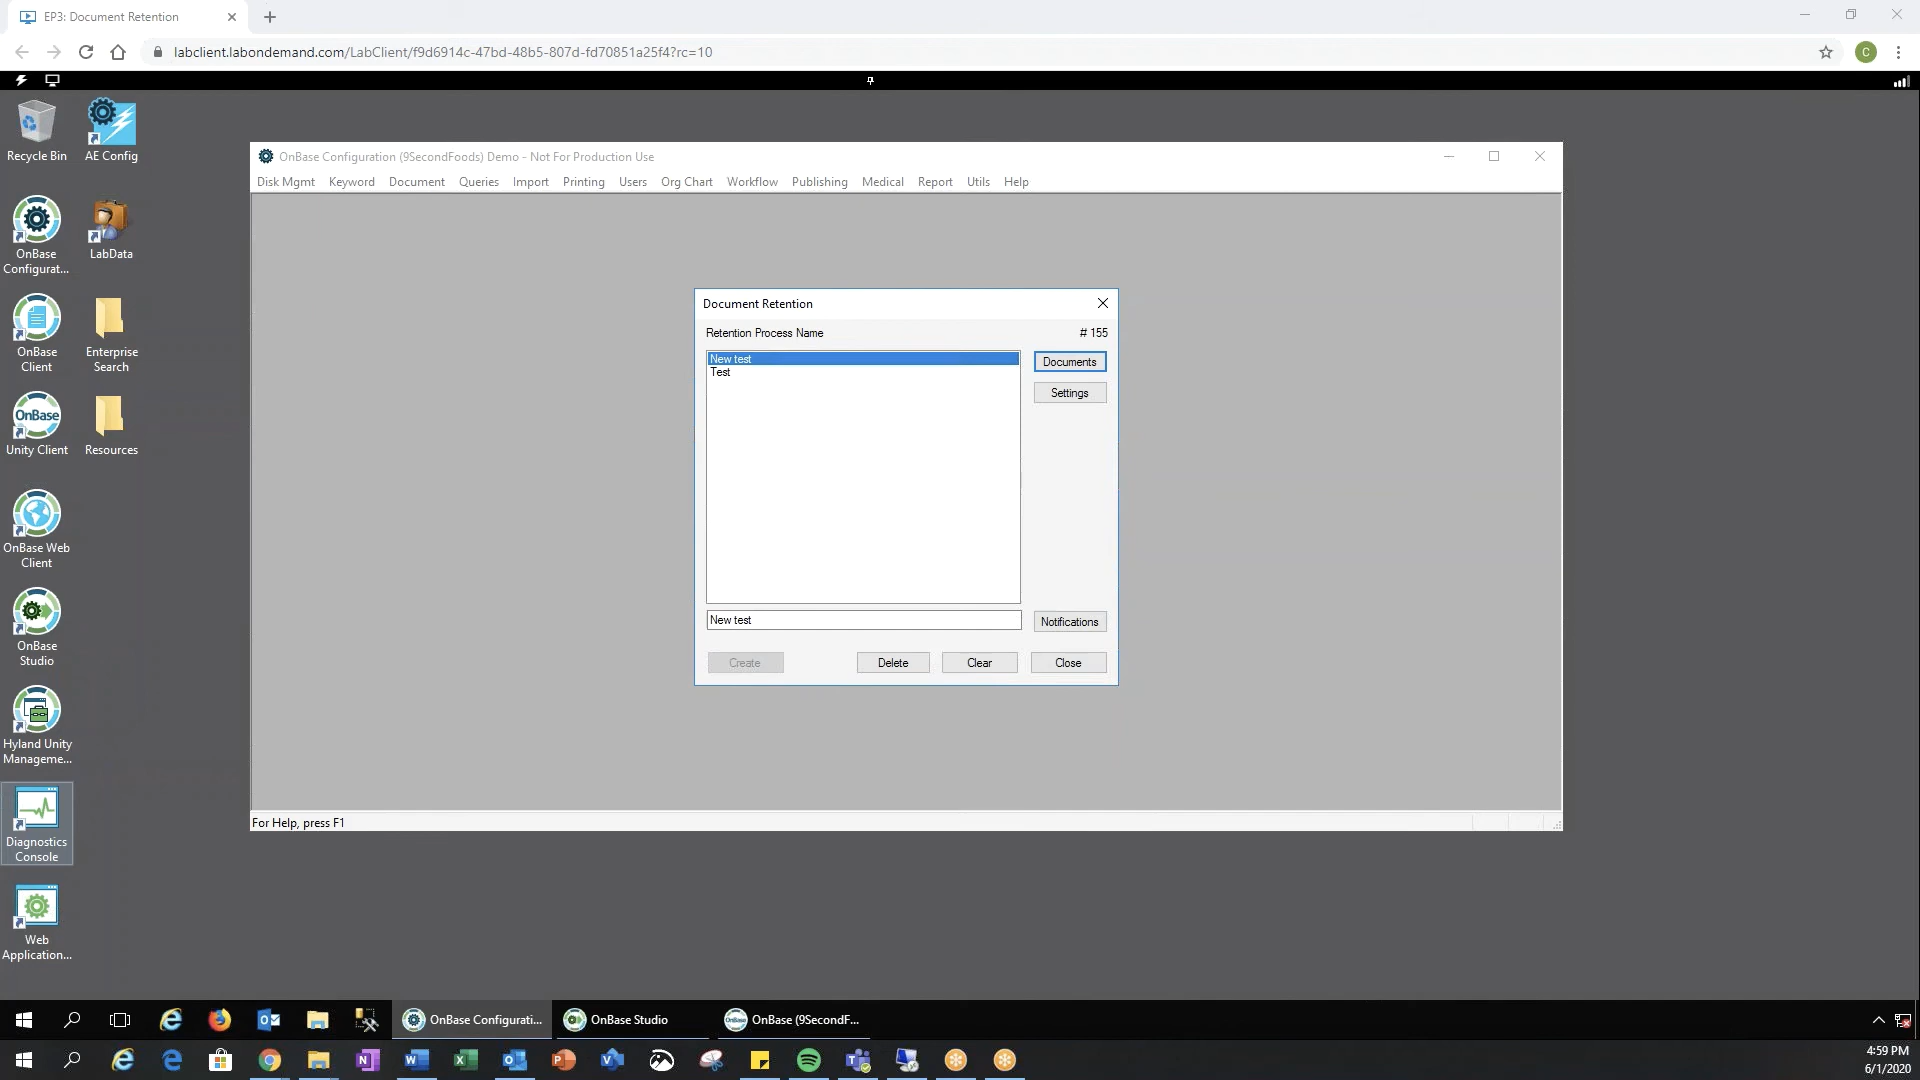 EP3: Document Retention
labclient.labondemand.com/LabClient/f9d6914c-47bd-48b5-807d-fd70851a25f4?rc=10
C
Recycle Bin
AE Config
OnBase
Configurat...
LabData
OnBase
Client
Enterprise
Search
OnBase
Unity Client
Resources
OnBase Web
Client
OnBase
Studio
Hyland Unity
Manageme...
Diagnostics
Console
Web
Application...
OnBase Configuration (9SecondFoods) Demo - Not For Production Use
Disk Mgmt Keyword Document Queries Import Printing Users Org Chart Workflow Publishing Medical Report Utils Help
Document Retention
Retention Process Name # 155
New test
Test
Documents
Settings
New test
Notifications
Create Delete Clear Close
For Help, press F1
OnBase Configurati... OnBase Studio OnBase (9SecondF...
4:59 PM
6/1/2020